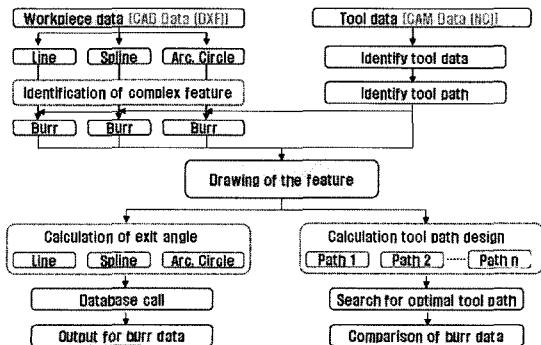 Workpiece data [CAD Data (DXF)]
Tool data [CAM Data (NC)]
Line
Spline
Arc. Circle
Identify tool data
Identification of complex feature
Identify tool path
Burr
Burr
Burr
Drawing of the feature
Calculation of exit angle
Line
Spline
Arc. Circle
Calculation tool path design
Path 1
Path 2
Path n
Database call
Search for optimal tool path
Output for burr data
Comparison of burr data